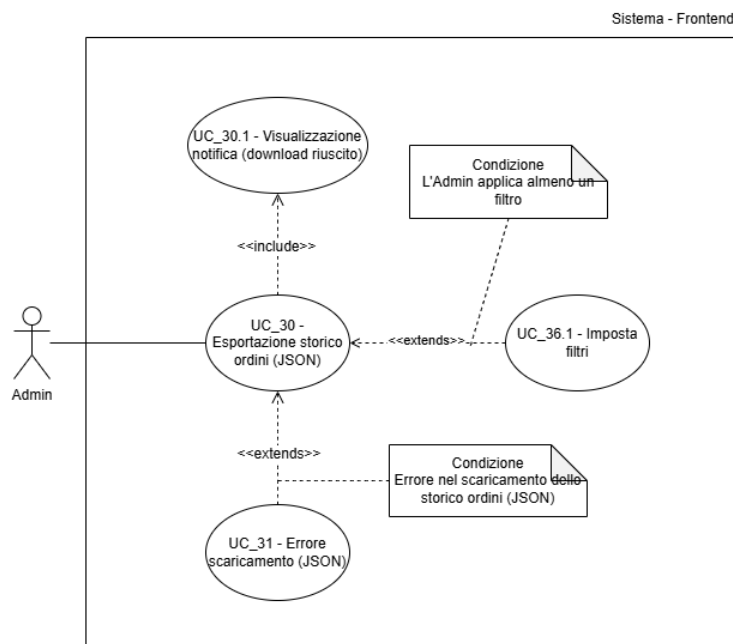 Sistema - Frontend
UC_30.1 - Visualizzazione
notifica (download riuscito)
Condizione
L'Admin applica almeno un
filtro
<<include>>
UC_30 -
Esportazione storico
ordini (JSON)
<<extends>>
UC_36.1 - Imposta
filtri
Admin
<<extends>>
Condizione
Errore nel scaricamento dello
storico ordini (JSON)
UC_31 - Errore
scaricamento (JSON)